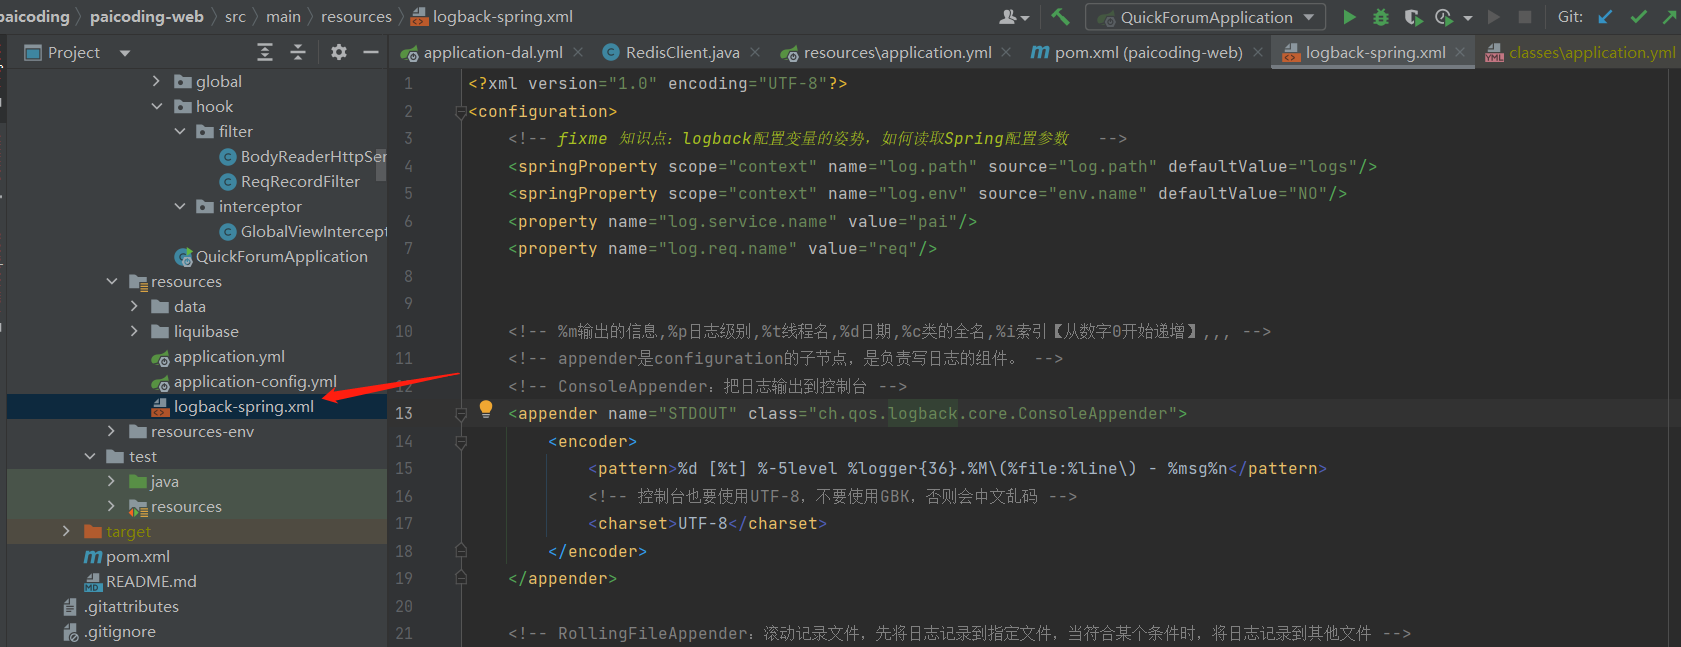 paicoding 〉 paicoding-web 〉 src 〉 main 〉 resources 〉 logback-spring.xml
QuickForumApplication
Git:
Project
application-dal.yml
RedisClient.java
resources\application.yml
pom.xml (paicoding-web)
logback-spring.xml
classes\application.yml
global
hook
filter
BodyReaderHttpSer
ReqRecordFilter
interceptor
GlobalViewIntercept
QuickForumApplication
resources
data
liquibase
application.yml
application-config.yml
logback-spring.xml
resources-env
test
java
resources
target
pom.xml
README.md
.gitattributes
.gitignore
1 <?xml version="1.0" encoding="UTF-8"?>
2 <configuration>
3 <!-- fixme 知识点：logback配置变量的姿势，如何读取Spring配置参数 -->
4 <springProperty scope="context" name="log.path" source="log.path" defaultValue="logs"/>
5 <springProperty scope="context" name="log.env" source="env.name" defaultValue="NO"/>
6 <property name="log.service.name" value="pai"/>
7 <property name="log.req.name" value="req"/>
8
9
10 <!-- %m输出的信息,%p日志级别,%t线程名,%d日期,%c类的全名,%i索引【从数字0开始递增】,,, -->
11 <!-- appender是configuration的子节点，是负责写日志的组件。 -->
12 <!-- ConsoleAppender：把日志输出到控制台 -->
13 <appender name="STDOUT" class="ch.qos.logback.core.ConsoleAppender">
14 <encoder>
15 <pattern>%d [%t] %-5level %logger{36}.%M\(%file:%line\) - %msg%n</pattern>
16 <!-- 控制台也要使用UTF-8，不要使用GBK，否则会中文乱码 -->
17 <charset>UTF-8</charset>
18 </encoder>
19 </appender>
20
21 <!-- RollingFileAppender：滚动记录文件，先将日志记录到指定文件，当符合某个条件时，将日志记录到其他文件 -->